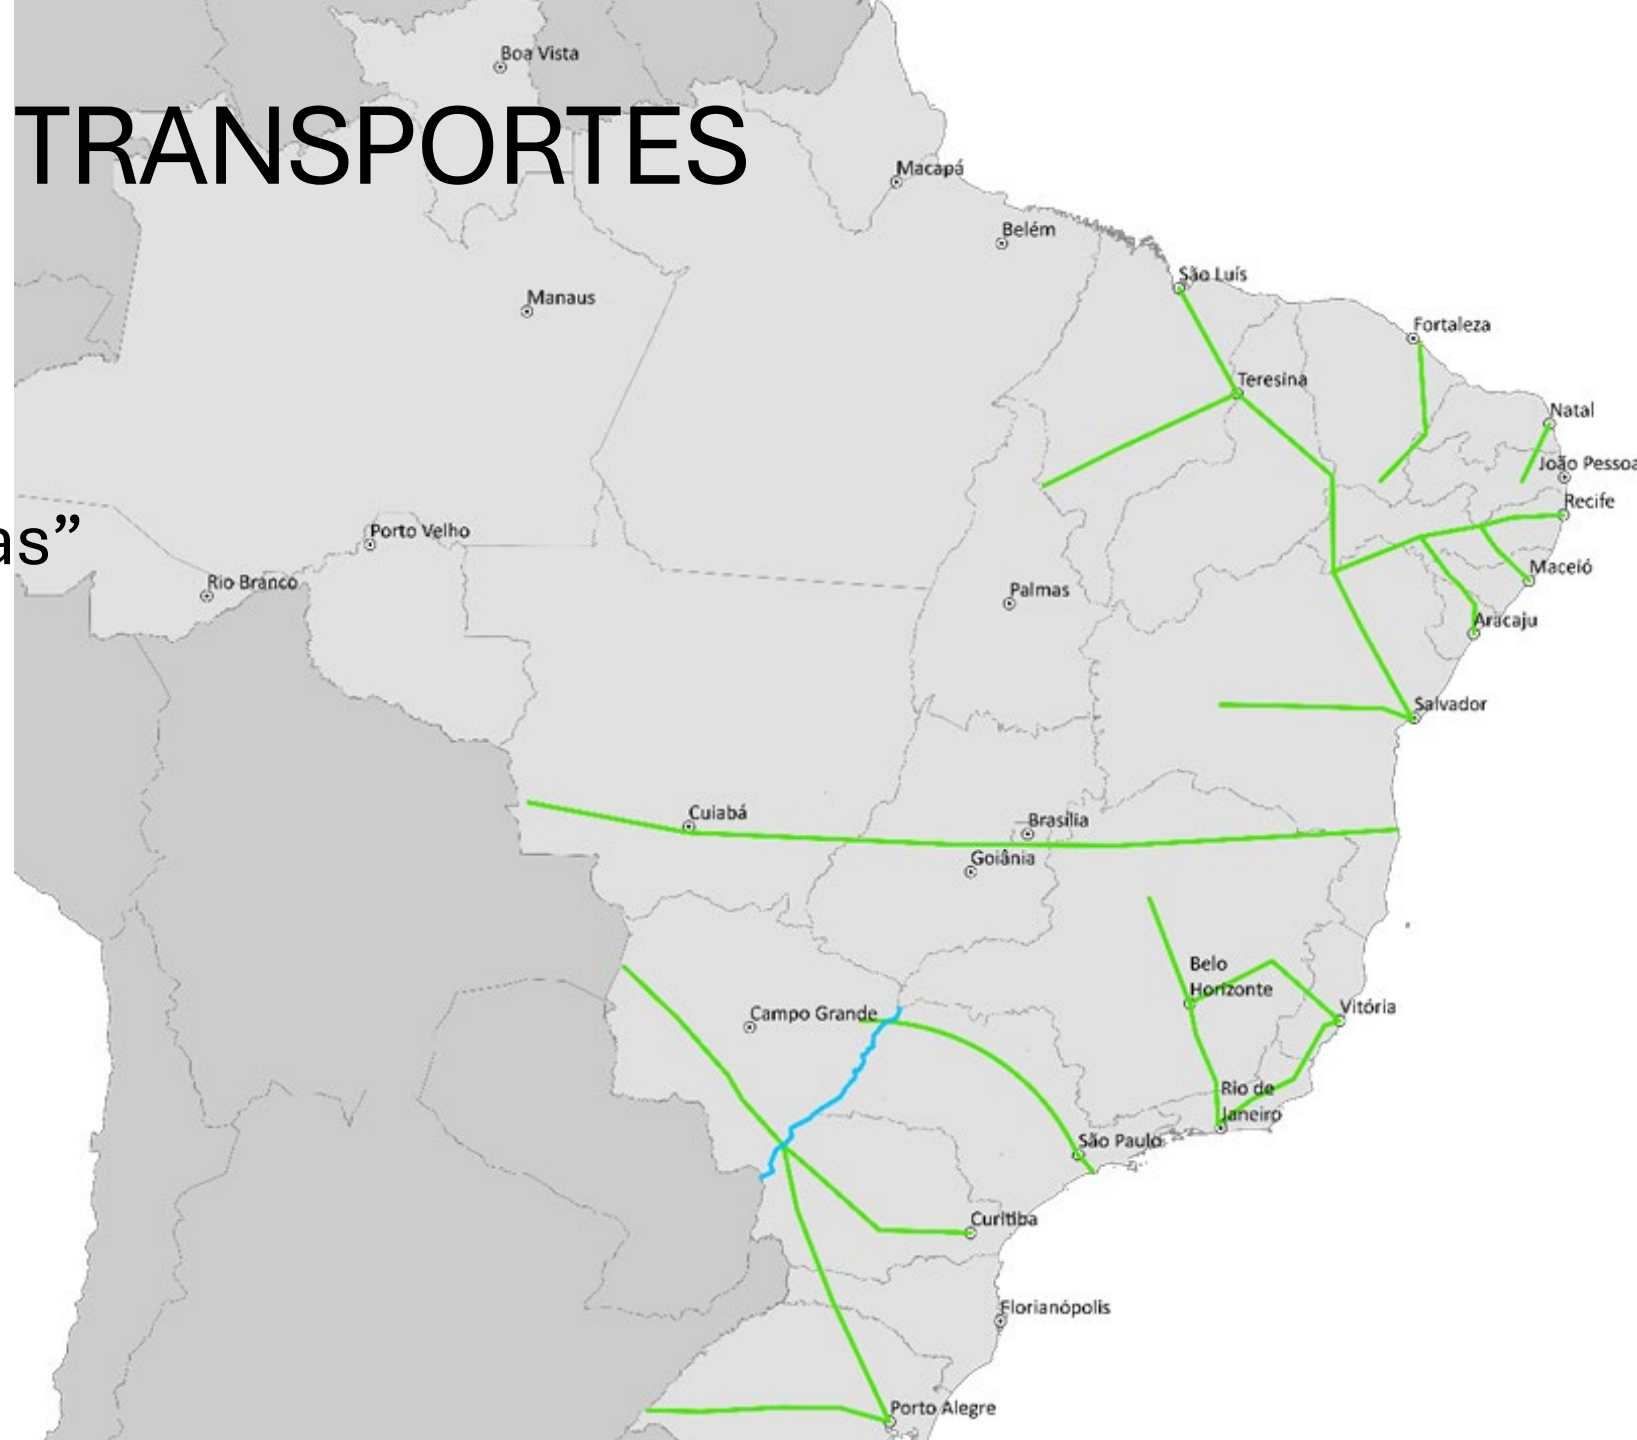 Boa Vista
TRANSPORTES
Macapá
Belém
São Luís
Manaus
Fortaleza
Teresina
Natal
João Pessoa
Recife
as”
Porto Velho
Maceió
Rio Branco
Palmas
Aracaju
Salvador
Cuiabá
Brasília
Goiânia
Belo
Horizonte
Campo Grande
Vitória
Rio de
Janeiro
São Paulo
Curitiba
Florianópolis
Porto Alegre